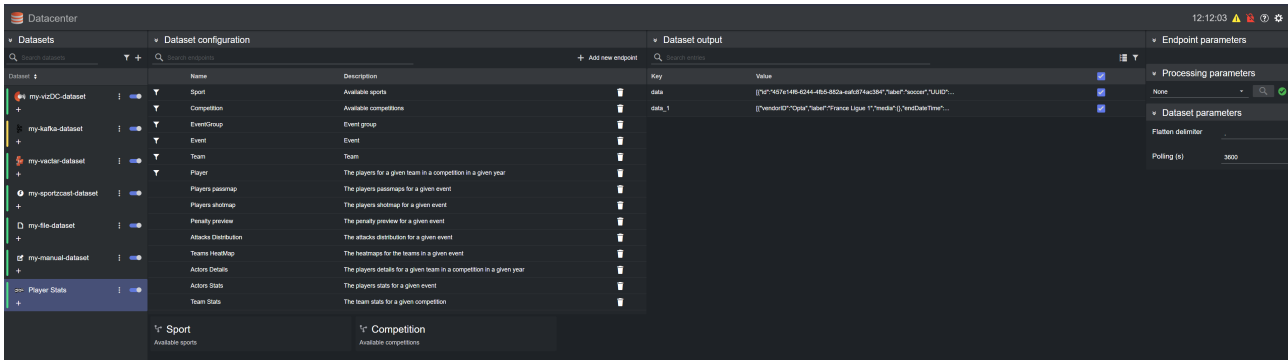 Datacenter
12:12:03
Datasets
Search datasets
Dataset
my-vizDC-dataset
my-kafka-dataset
my-vactar-dataset
my-sportzcast-dataset
my-file-dataset
my-manual-dataset
Player Stats
Dataset configuration
Search endpoints
+ Add new endpoint
Name Description
Sport Available sports
Competition Available competitions
EventGroup Event group
Event Event
Team Team
Player The players for a given team in a competition in a given year
Players passmap The players passmaps for a given event
Players shotmap The players shotmap for a given event
Penalty preview The penalty preview for a given event
Attacks Distribution The attacks distribution for a given event
Teams HeatMap The heatmaps for the teams in a given event
Actors Details The players details for a given team in a competition in a given year
Actors Stats The players stats for a given event
Team Stats The team stats for a given competition
Sport
Available sports
Competition
Available competitions
Dataset output
Search entries
Key Value
data [{"id":"457e14f6-6244-4fb5-882a-eafc874ac384","label":"soccer","UUID":...
data_1 [{"vendorID":"Opta","label":"France Ligue 1","media":{},"endDateTime":...
Endpoint parameters
Processing parameters
None
Dataset parameters
Flatten delimiter
Polling (s) 3600